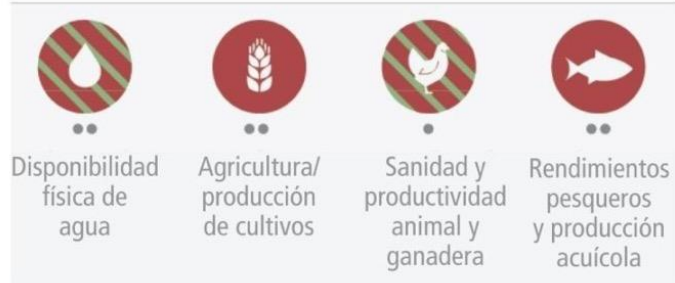 Disponibilidad
física de
agua
Agricultura/
producción
de cultivos
Sanidad y
productividad
animal y
ganadera
Rendimientos
pesqueros
y producción
acuícola